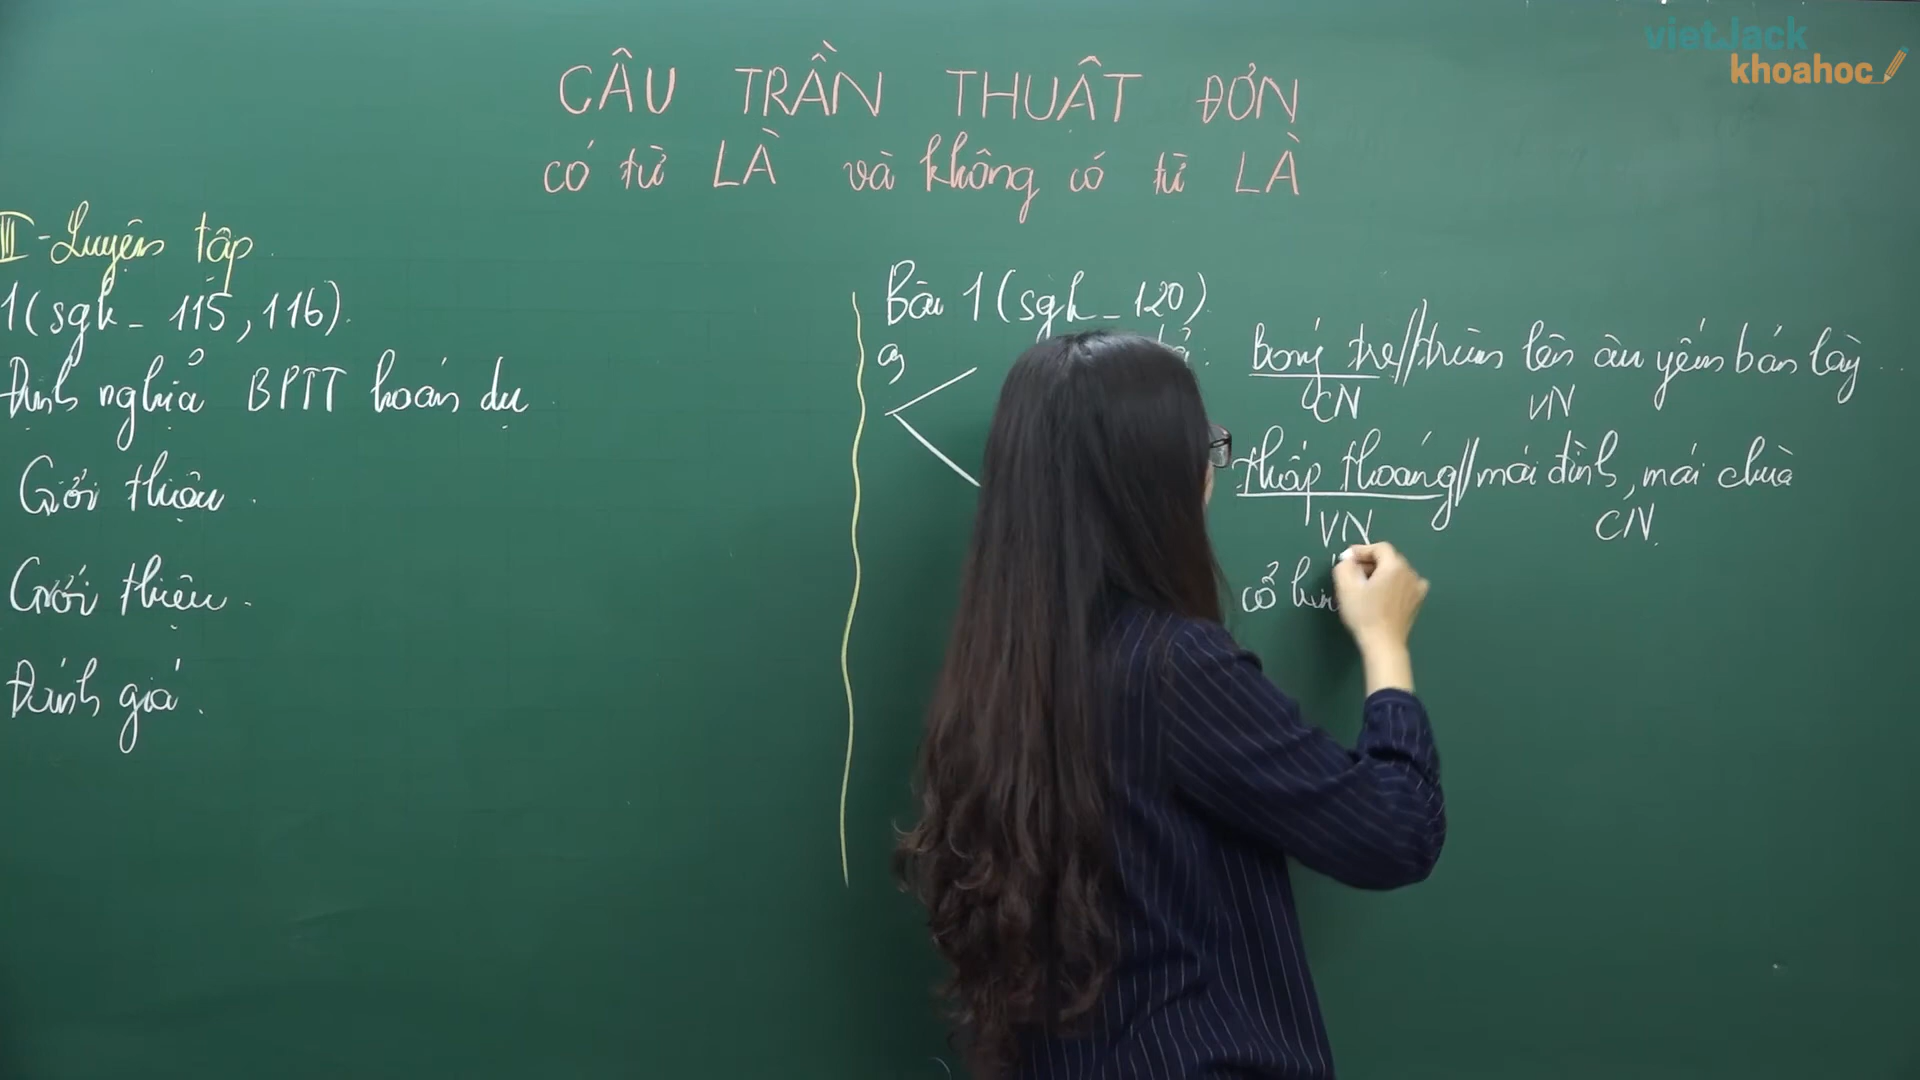 vietJack
khoahoc
CÂU TRẦN THUẬT ĐƠN
có từ LÀ và không có từ LÀ
III - Luyện tập
1 (sgk - 115, 116).
Định nghĩa BPTT hoán dụ
Giới thiệu.
Giới thiệu.
Đánh giá.
Bài 1 (sgk - 120)
a,
bóng tre // trùm lên âu yếm bản làng
CN VN
thấp thoáng // mái đình, mái chùa
VN CN.
cổ